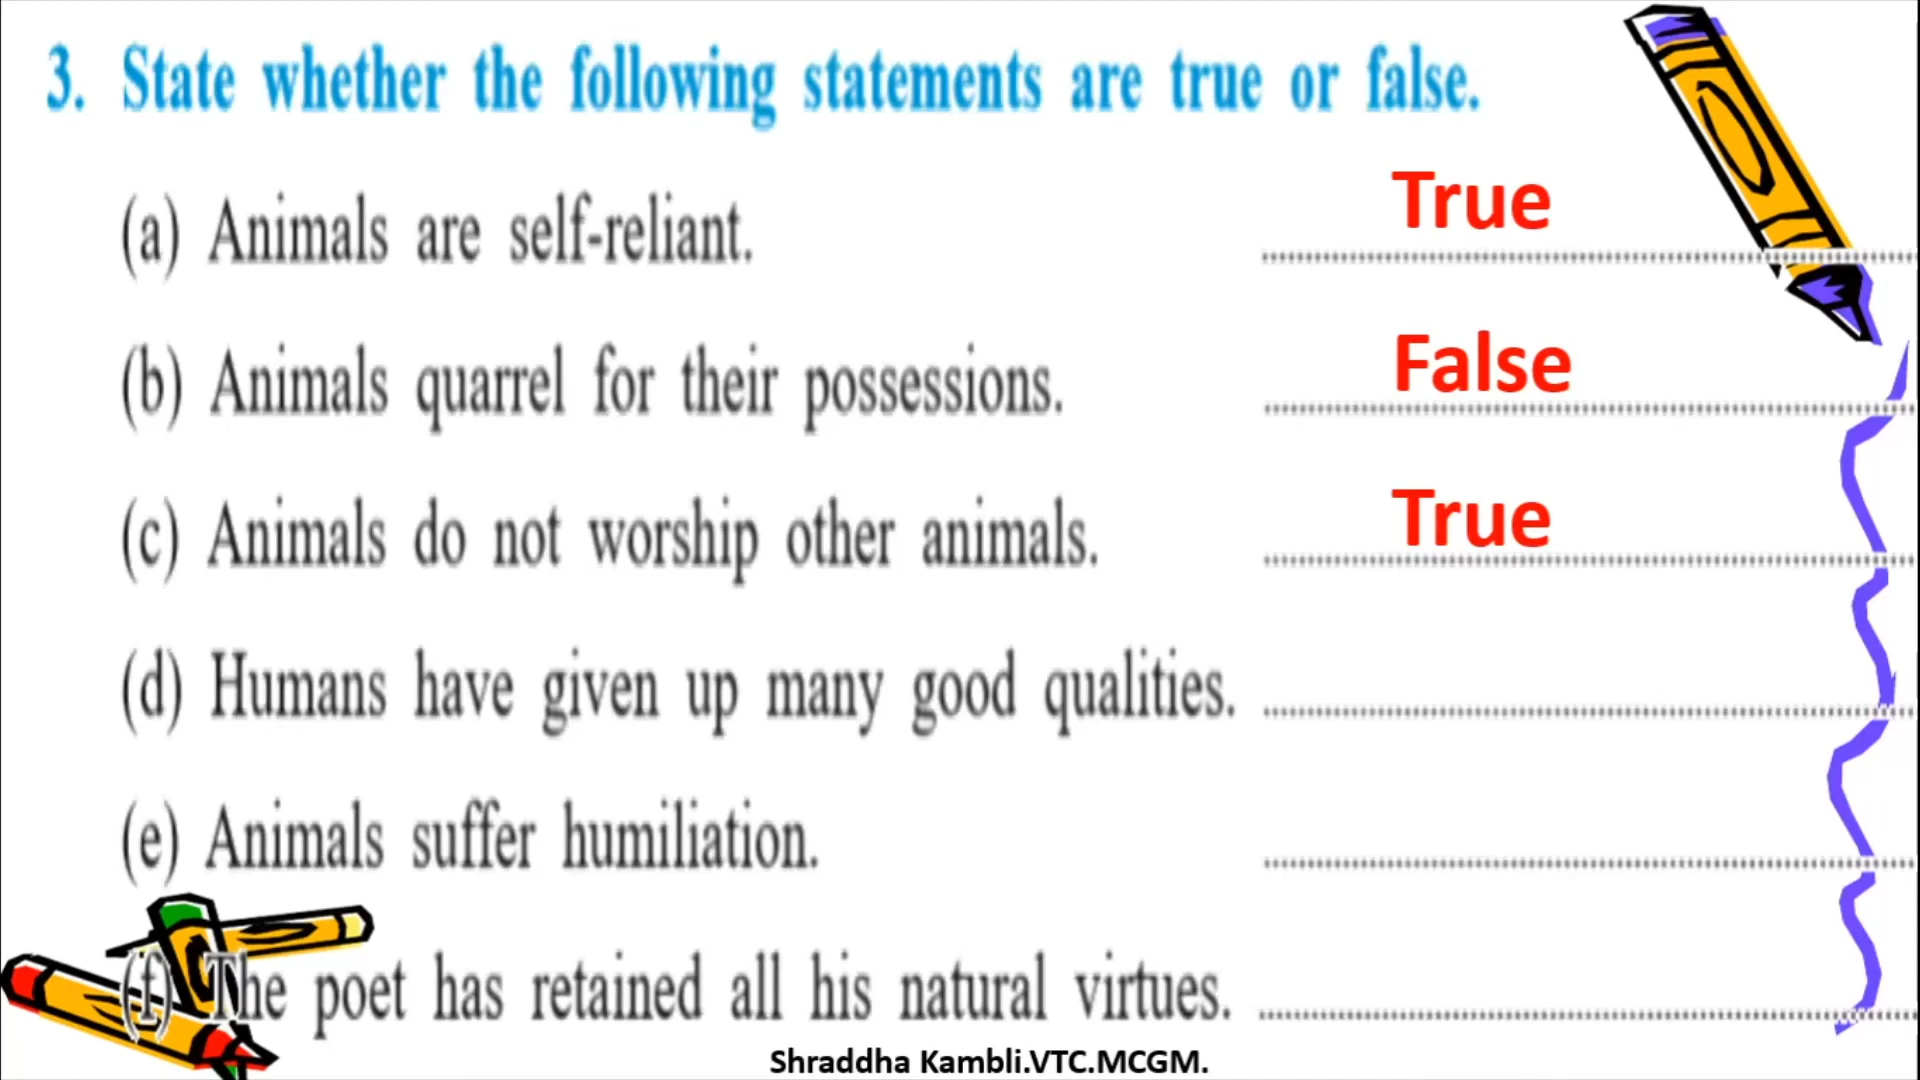 3. State whether the following statements are true or false.
(a) Animals are self-reliant. True
(b) Animals quarrel for their possessions. False
(c) Animals do not worship other animals. True
(d) Humans have given up many good qualities.
(e) Animals suffer humiliation.
(f) The poet has retained all his natural virtues.
Shraddha Kambli.VTC.MCGM.